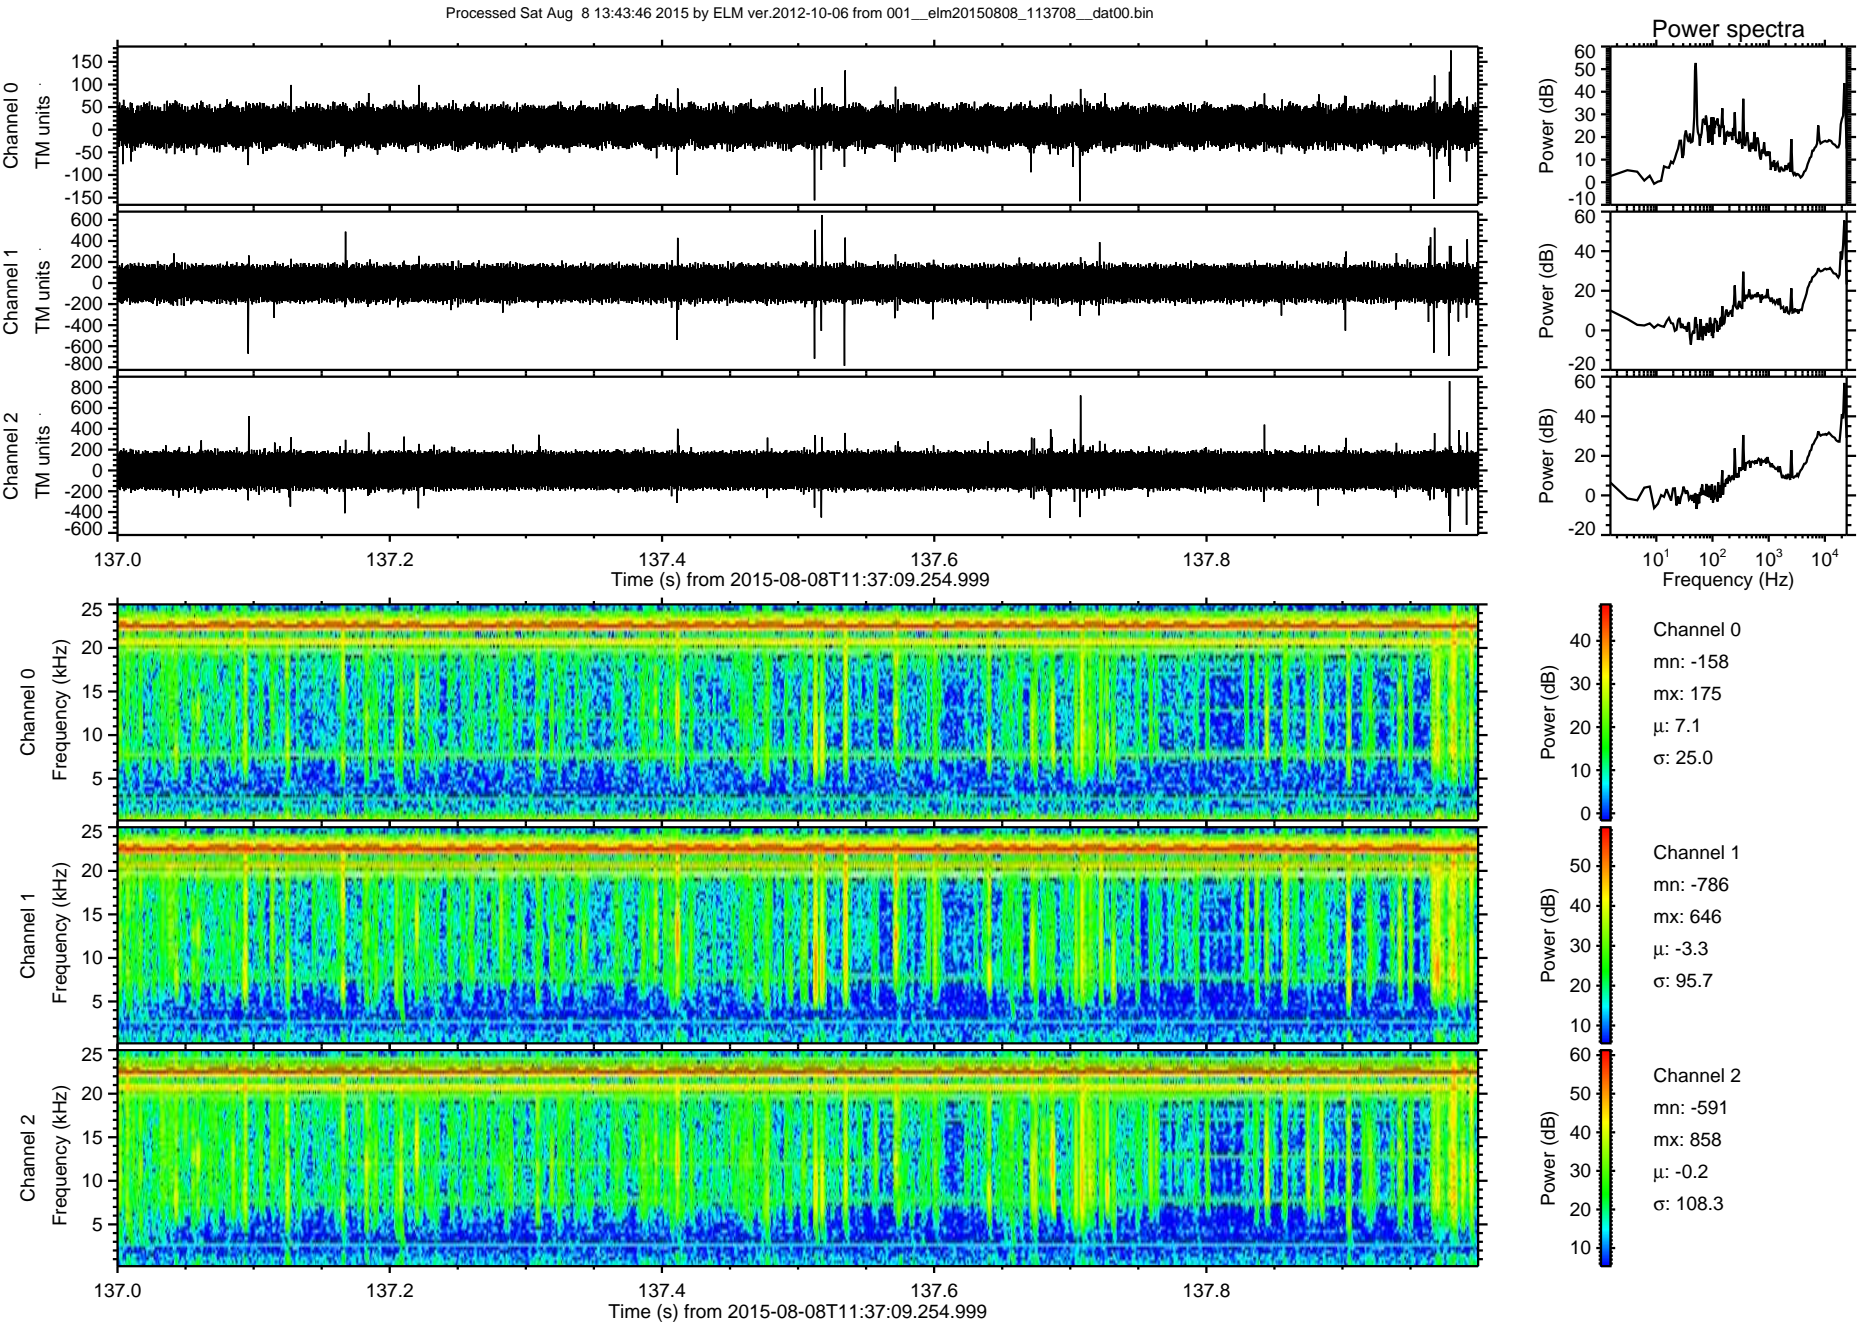 Processed Sat Aug  8 13:43:46 2015 by ELM ver.2012-10-06 from 001__elm20150808_113708__dat00.bin
Power spectra
Channel 0
TM units
150
100
50
0
-50
-100
-150
Power (dB)
60
50
40
30
20
10
0
-10
Channel 1
TM units
600
400
200
0
-200
-400
-600
-800
Power (dB)
60
40
20
0
-20
Channel 2
TM units
800
600
400
200
0
-200
-400
-600
Power (dB)
60
40
20
0
-20
137.0 137.2 137.4 137.6 137.8
Time (s) from 2015-08-08T11:37:09.254.999
10^1 10^2 10^3 10^4
Frequency (Hz)
Channel 0
Frequency (kHz)
25
20
15
10
5
Power (dB)
40
30
20
10
0
Channel 0
mn: -158
mx: 175
μ: 7.1
σ: 25.0
Channel 1
Frequency (kHz)
25
20
15
10
5
Power (dB)
50
40
30
20
10
Channel 1
mn: -786
mx: 646
μ: -3.3
σ: 95.7
Channel 2
Frequency (kHz)
25
20
15
10
5
Power (dB)
60
50
40
30
20
10
Channel 2
mn: -591
mx: 858
μ: -0.2
σ: 108.3
137.0 137.2 137.4 137.6 137.8
Time (s) from 2015-08-08T11:37:09.254.999